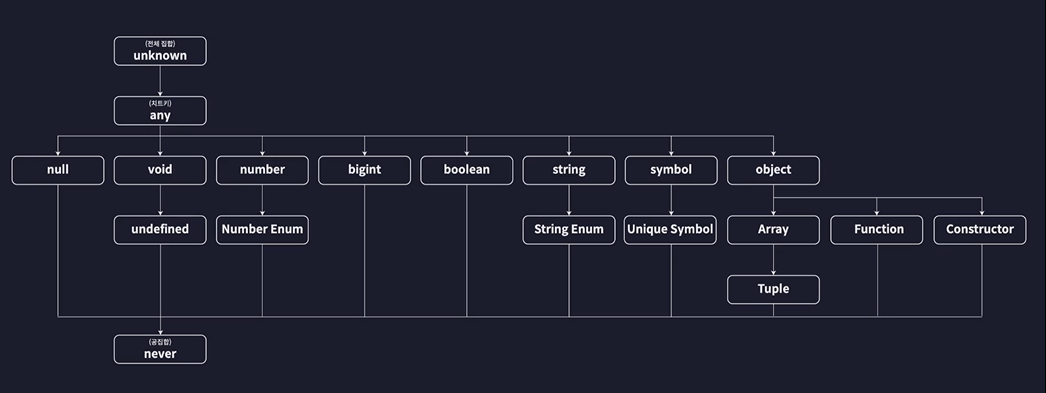 (전체 집합)
unknown
(치트키)
any
null
void
number
bigint
boolean
string
symbol
object
undefined
Number Enum
String Enum
Unique Symbol
Array
Function
Constructor
Tuple
(공집합)
never